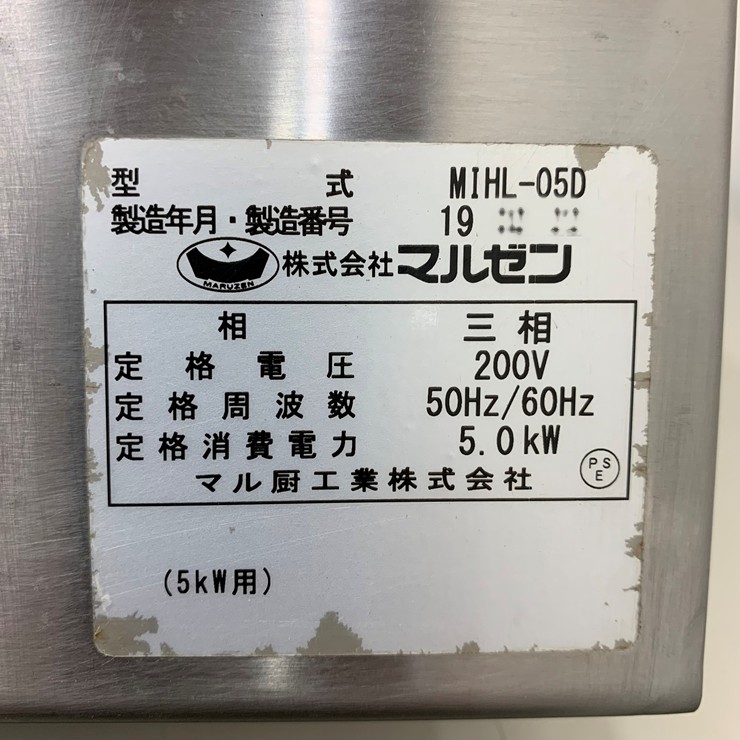 型式 MIHL-05D
製造年月・製造番号 19
MARUZEN 株式会社マルゼン
相 三相
定格電圧 200V
定格周波数 50Hz/60Hz
定格消費電力 5.0kW
マル厨工業株式会社 PSE
(5kW用)